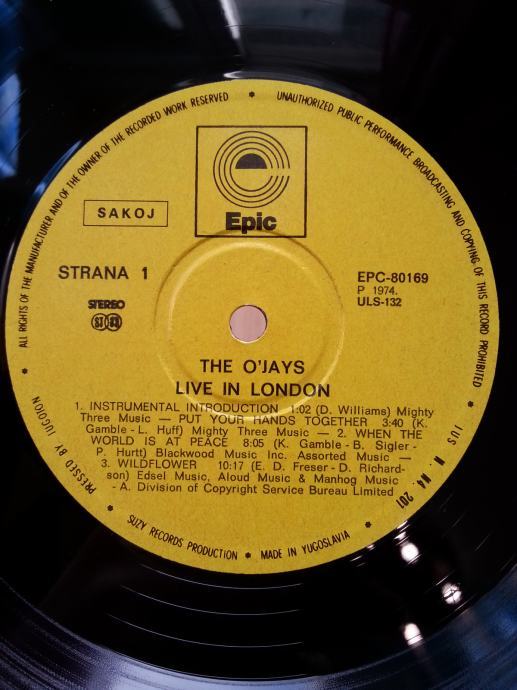 ALL RIGHTS OF THE MANUFACTURER AND OF THE OWNER OF THE RECORDED WORK RESERVED * UNAUTHORIZED PUBLIC PERFORMANCE BROADCASTING AND COPYING OF THIS RECORD PROHIBITED *
Epic
SAKOJ
STRANA 1
STEREO
EPC-80169
P 1974.
ULS-132
THE O'JAYS
LIVE IN LONDON
1. INSTRUMENTAL INTRODUCTION 1:02 (D. Williams) Mighty
Three Music — PUT YOUR HANDS TOGETHER 3:40 (K.
Gamble - L. Huff) Mighty Three Music — 2. WHEN THE
WORLD IS AT PEACE 8:05 (K. Gamble - B. Sigler -
P. Hurtt) Blackwood Music Inc. Assorted Music —
3. WILDFLOWER 10:17 (E. D. Freser - D. Richard-
son) Edsel Music, Aloud Music & Manhog Music
- A. Division of Copyright Service Bureau Limited
PRESSED BY JUGOTON * SUZY RECORDS PRODUCTION * MADE IN YUGOSLAVIA * JUS N. N4. 201